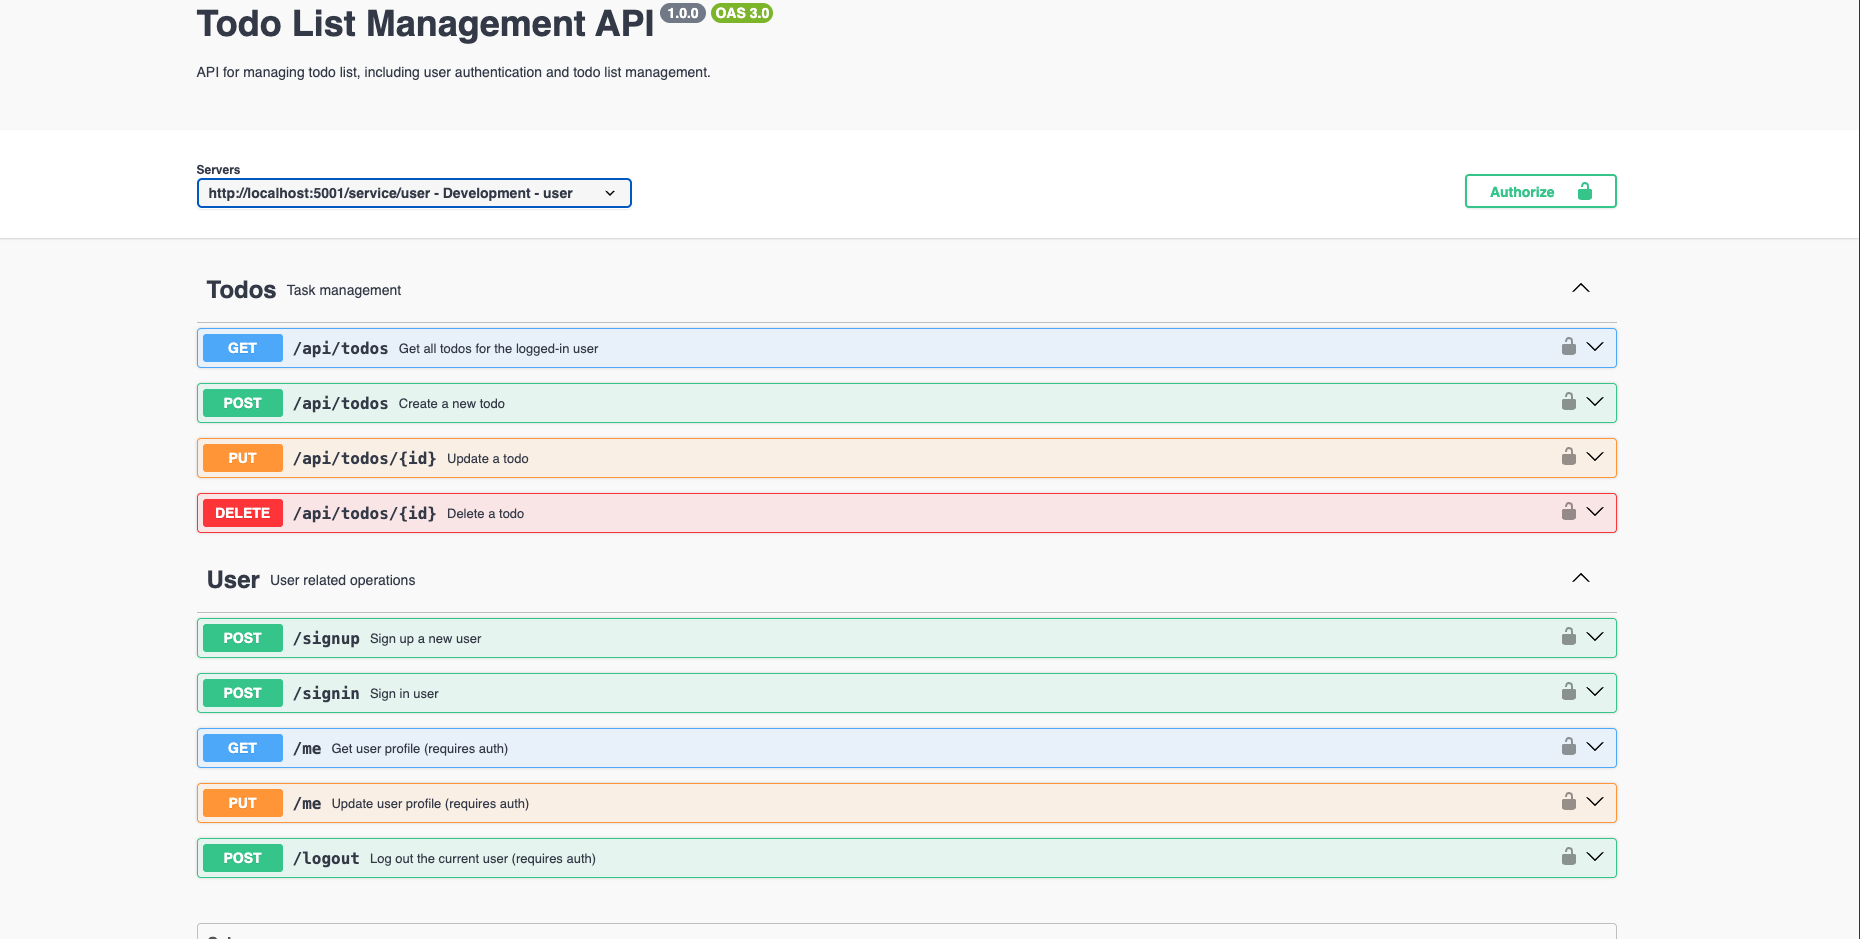 Todo List Management API 1.0.0 OAS 3.0
API for managing todo list, including user authentication and todo list management.
Servers
http://localhost:5001/service/user - Development - user
Authorize
Todos Task management
GET /api/todos Get all todos for the logged-in user
POST /api/todos Create a new todo
PUT /api/todos/{id} Update a todo
DELETE /api/todos/{id} Delete a todo
User User related operations
POST /signup Sign up a new user
POST /signin Sign in user
GET /me Get user profile (requires auth)
PUT /me Update user profile (requires auth)
POST /logout Log out the current user (requires auth)